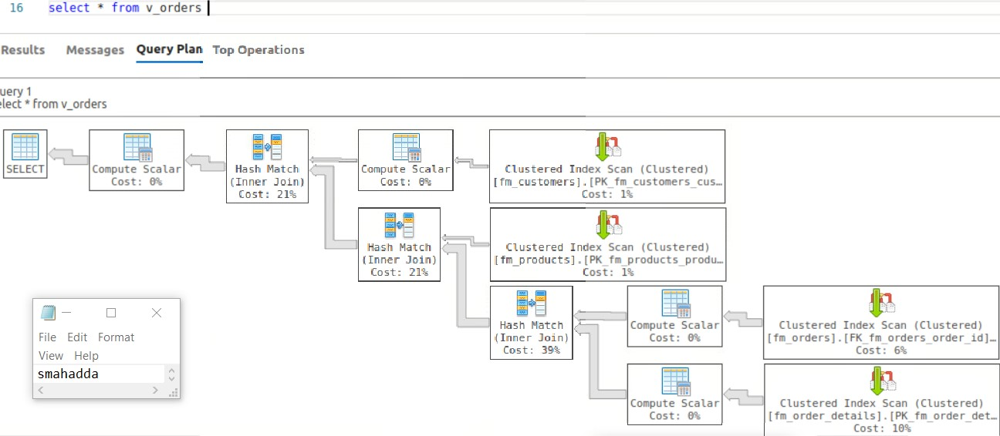 16 select * from v_orders
Results Messages Query Plan Top Operations
uery 1
elect * from v_orders
SELECT
Compute Scalar
Cost: 0%
Hash Match
(Inner Join)
Cost: 21%
Compute Scalar
Cost: 0%
Clustered Index Scan (Clustered)
[fm_customers].[PK_fm_customers_cus…
Cost: 1%
Hash Match
(Inner Join)
Cost: 21%
Clustered Index Scan (Clustered)
[fm_products].[PK_fm_products_produ…
Cost: 1%
Hash Match
(Inner Join)
Cost: 39%
Compute Scalar
Cost: 0%
Clustered Index Scan (Clustered)
[fm_orders].[FK_fm_orders_order_id]…
Cost: 6%
Compute Scalar
Cost: 0%
Clustered Index Scan (Clustered)
[fm_order_details].[PK_fm_order_det…
Cost: 10%
File Edit Format
View Help
smahadda